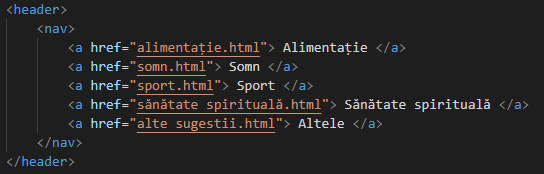 <header>
<nav>
<a href="alimentație.html"> Alimentație </a>
<a href="somn.html"> Somn </a>
<a href="sport.html"> Sport </a>
<a href="sănătate spirituală.html"> Sănătate spirituală </a>
<a href="alte sugestii.html"> Altele </a>
</nav>
</header>